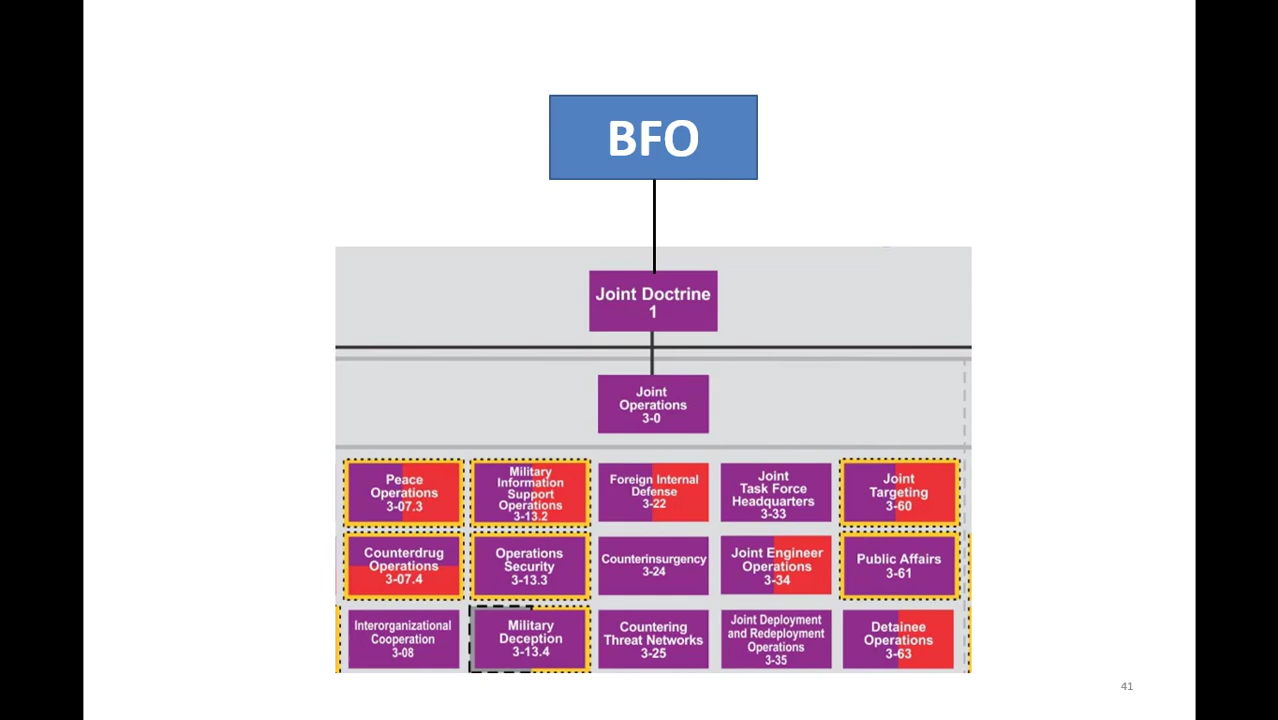 BFO
Joint Doctrine
1
Joint
Operations
3-0
Peace
Operations
3-07.3
Military
Information
Support
Operations
3-13.2
Foreign Internal
Defense
3-22
Joint
Task Force
Headquarters
3-33
Joint
Targeting
3-60
Counterdrug
Operations
3-07.4
Operations
Security
3-13.3
Counterinsurgency
3-24
Joint Engineer
Operations
3-34
Public Affairs
3-61
Interorganizational
Cooperation
3-08
Military
Deception
3-13.4
Countering
Threat Networks
3-25
Joint Deployment
and Redeployment
Operations
3-35
Detainee
Operations
3-63
41